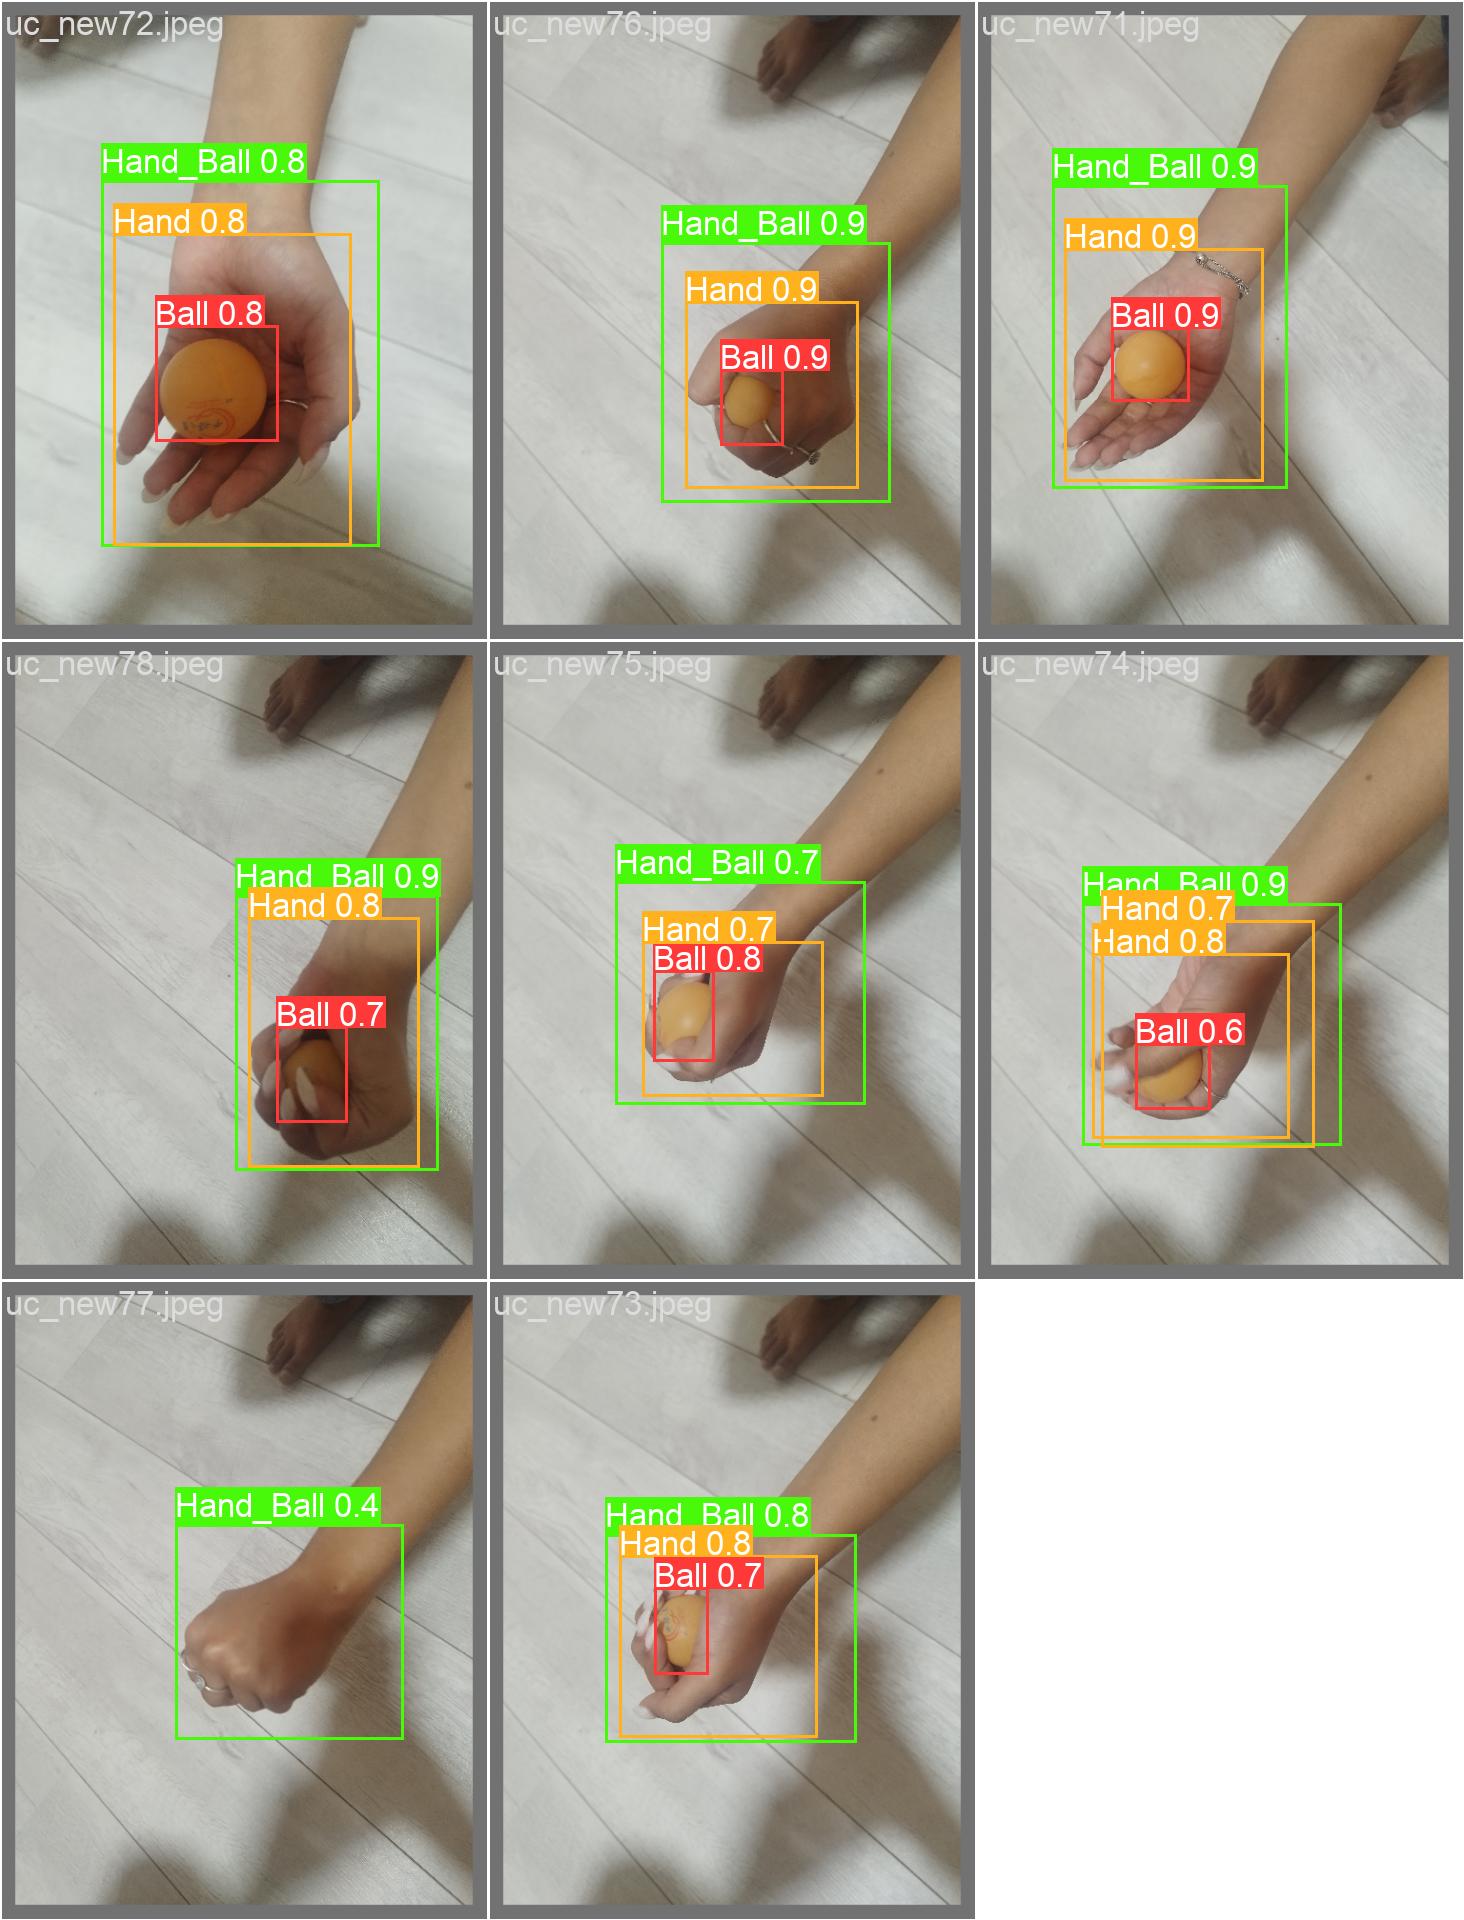 uc_new72.jpeg
Hand_Ball 0.8
Hand 0.8
Ball 0.8
uc_new76.jpeg
Hand_Ball 0.9
Hand 0.9
Ball 0.9
uc_new71.jpeg
Hand_Ball 0.9
Hand 0.9
Ball 0.9
uc_new78.jpeg
Hand_Ball 0.9
Hand 0.8
Ball 0.7
uc_new75.jpeg
Hand_Ball 0.7
Hand 0.7
Ball 0.8
uc_new74.jpeg
Hand_Ball 0.9
Hand 0.7
Hand 0.8
Ball 0.6
uc_new77.jpeg
Hand_Ball 0.4
uc_new73.jpeg
Hand_Ball 0.8
Hand 0.8
Ball 0.7